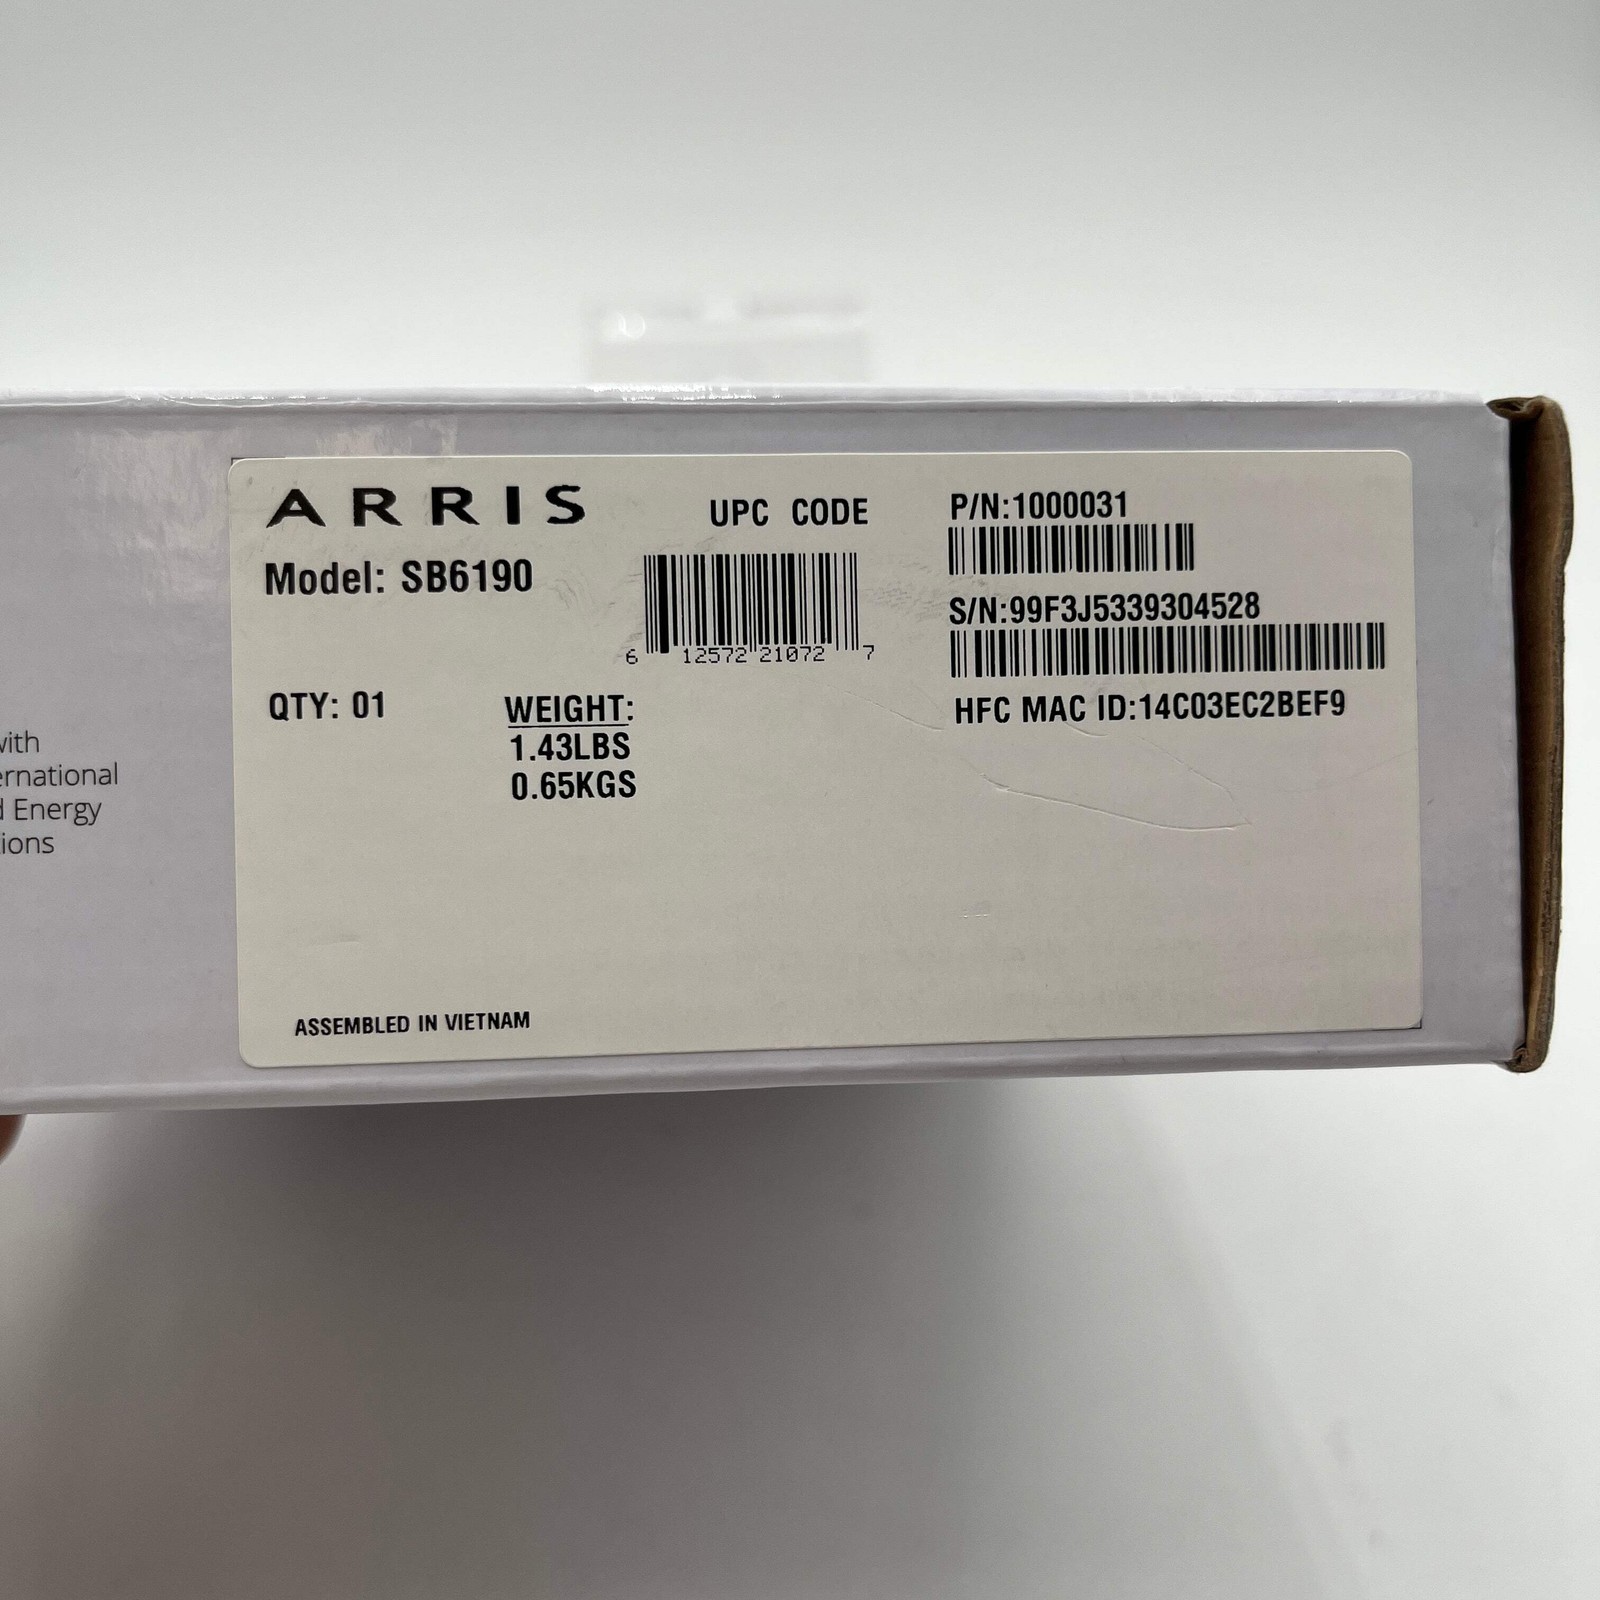 ARRIS
Model: SB6190
UPC CODE
6 12572 21072 7
P/N:1000031
S/N:99F3J5339304528
HFC MAC ID:14C03EC2BEF9
QTY: 01
WEIGHT:
1.43LBS
0.65KGS
ASSEMBLED IN VIETNAM
with
ernational
d Energy
tions